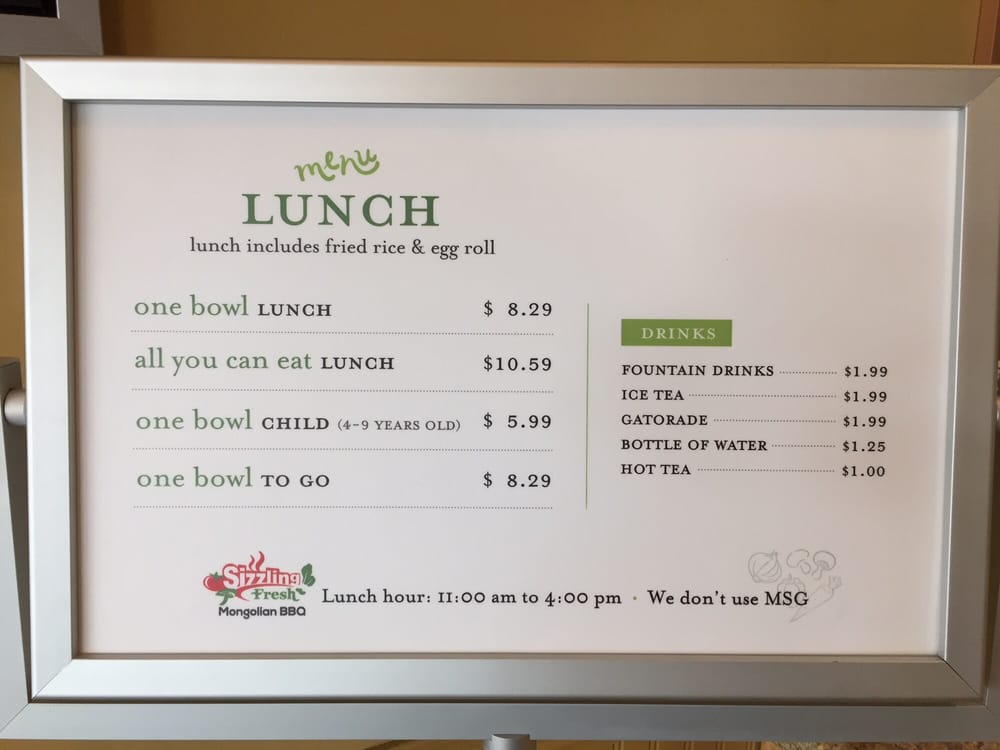 menu
LUNCH
lunch includes fried rice & egg roll
one bowl LUNCH $ 8.29
all you can eat LUNCH $10.59
one bowl CHILD (4-9 YEARS OLD) $ 5.99
one bowl TO GO $ 8.29
DRINKS
FOUNTAIN DRINKS $1.99
ICE TEA $1.99
GATORADE $1.99
BOTTLE OF WATER $1.25
HOT TEA $1.00
Sizzling
Fresh
Mongolian BBQ
Lunch hour: 11:00 am to 4:00 pm • We don't use MSG